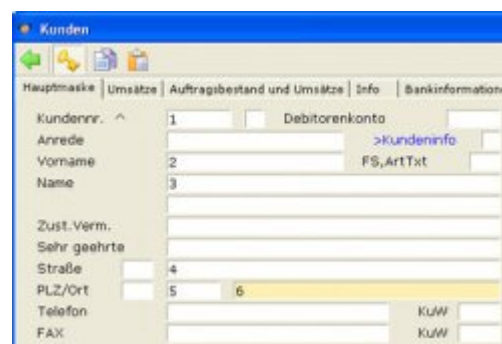 Kunden
Hauptmaske Umsätze Auftragsbestand und Umsätze Info Bankinformation
Kundennr. ^ 1 Debitorenkonto
Anrede >Kundeninfo
Vorname 2 FS,ArtTxt
Name 3
Zust.Verm.
Sehr geehrte
Straße 4
PLZ/Ort 5 6
Telefon KuW
FAX KuW